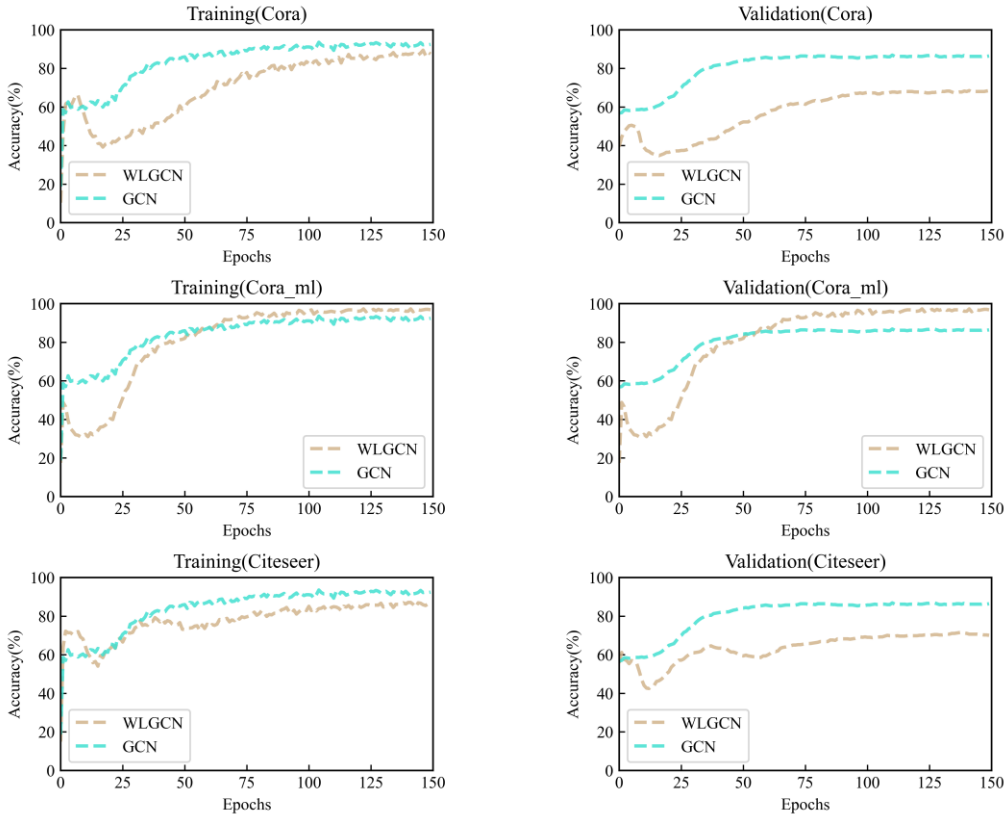 Training(Cora)
Accuracy(%)
100
80
60
40
20
0
WLGCN
GCN
0 25 50 75 100 125 150
Epochs
Validation(Cora)
Accuracy(%)
100
80
60
40
20
0
WLGCN
GCN
0 25 50 75 100 125 150
Epochs
Training(Cora_ml)
Accuracy(%)
100
80
60
40
20
0
WLGCN
GCN
0 25 50 75 100 125 150
Epochs
Validation(Cora_ml)
Accuracy(%)
100
80
60
40
20
0
WLGCN
GCN
0 25 50 75 100 125 150
Epochs
Training(Citeseer)
Accuracy(%)
100
80
60
40
20
0
WLGCN
GCN
0 25 50 75 100 125 150
Epochs
Validation(Citeseer)
Accuracy(%)
100
80
60
40
20
0
WLGCN
GCN
0 25 50 75 100 125 150
Epochs